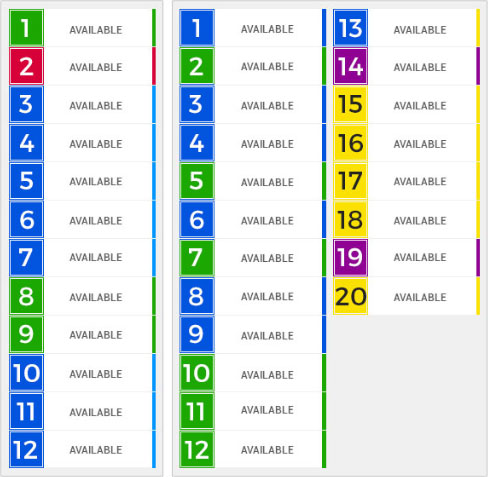 1 AVAILABLE
2 AVAILABLE
3 AVAILABLE
4 AVAILABLE
5 AVAILABLE
6 AVAILABLE
7 AVAILABLE
8 AVAILABLE
9 AVAILABLE
10 AVAILABLE
11 AVAILABLE
12 AVAILABLE
1 AVAILABLE
2 AVAILABLE
3 AVAILABLE
4 AVAILABLE
5 AVAILABLE
6 AVAILABLE
7 AVAILABLE
8 AVAILABLE
9 AVAILABLE
10 AVAILABLE
11 AVAILABLE
12 AVAILABLE
13 AVAILABLE
14 AVAILABLE
15 AVAILABLE
16 AVAILABLE
17 AVAILABLE
18 AVAILABLE
19 AVAILABLE
20 AVAILABLE